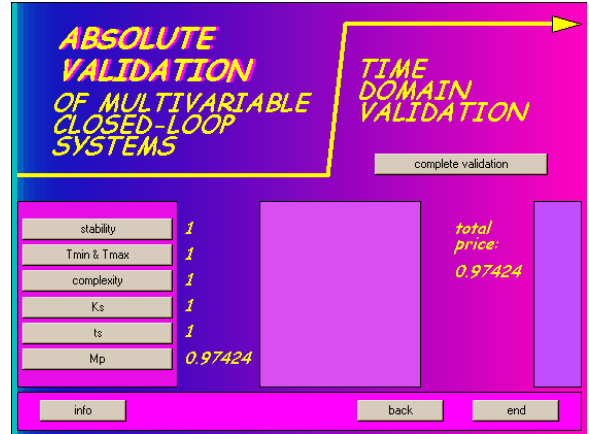 ABSOLUTE
VALIDATION
OF MULTIVARIABLE
CLOSED-LOOP
SYSTEMS
TIME
DOMAIN
VALIDATION
complete validation
stability 1
Tmin & Tmax 1
complexity 1
Ks 1
ts 1
Mp 0.97424
total
price:
0.97424
info
back
end